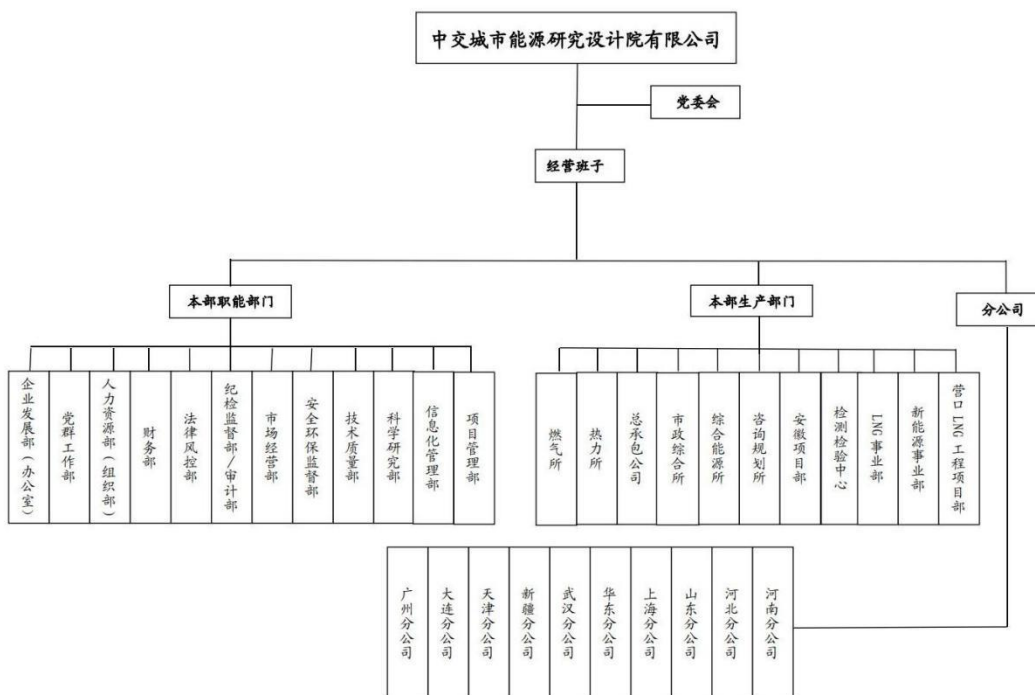 中交城市能源研究设计院有限公司
党委会
经营班子
本部职能部门
本部生产部门
分公司
企业发展部（办公室）
党群工作部
人力资源部（组织部）
财务部
法律风控部
纪检监督部/审计部
市场经营部
安全环保监督部
技术质量部
科学研究部
信息化管理部
项目管理部
燃气所
热力所
总承包公司
市政综合所
综合能源所
咨询规划所
安徽项目部
检测检验中心
LNG事业部
新能源事业部
营口LNG工程项目部
广州分公司
大连分公司
天津分公司
新疆分公司
武汉分公司
华东分公司
上海分公司
山东分公司
河北分公司
河南分公司